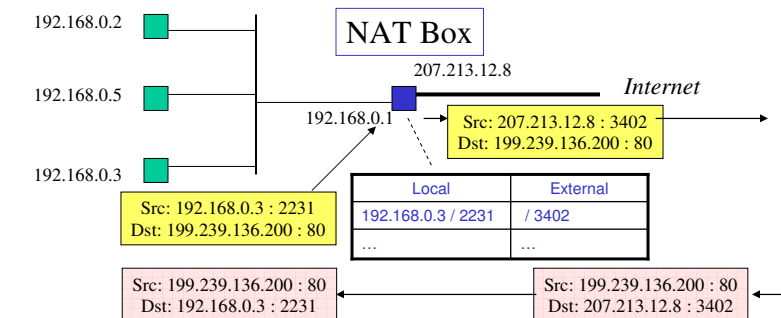 192.168.0.2
NAT Box
207.213.12.8
Internet
192.168.0.5
192.168.0.1
Src: 207.213.12.8 : 3402
Dst: 199.239.136.200 : 80
192.168.0.3
Local External
192.168.0.3 / 2231 / 3402
... ...
Src: 192.168.0.3 : 2231
Dst: 199.239.136.200 : 80
Src: 199.239.136.200 : 80
Dst: 192.168.0.3 : 2231
Src: 199.239.136.200 : 80
Dst: 207.213.12.8 : 3402